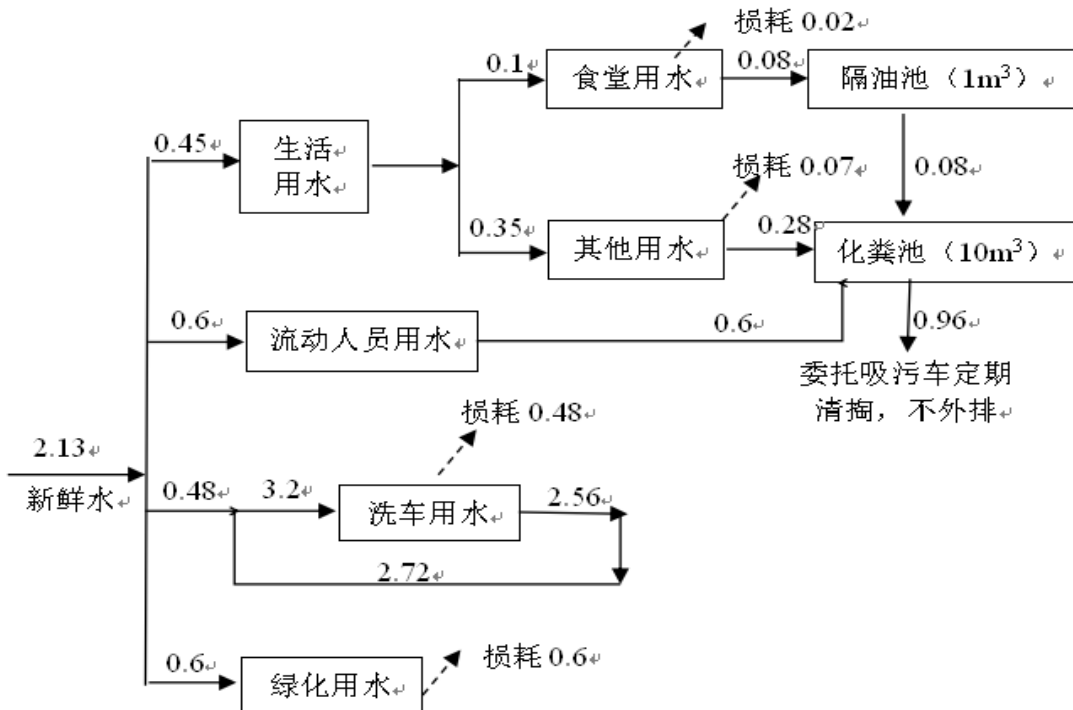 损耗 0.02
0.1
食堂用水
0.08
隔油池（1m³）
0.45
生活
用水
损耗 0.07
0.08
0.35
其他用水
0.28
化粪池（10m³）
0.6
流动人员用水
0.6
0.96
委托吸污车定期
清掏，不外排
损耗 0.48
2.13
新鲜水
0.48
3.2
洗车用水
2.56
2.72
0.6
绿化用水
损耗 0.6